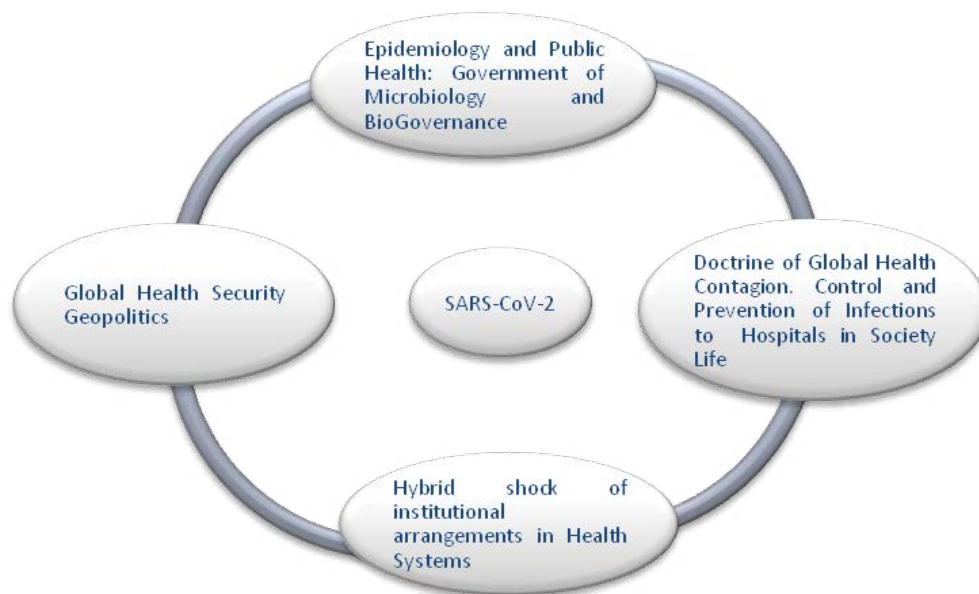 Epidemiology and Public
Health: Government of
Microbiology and
BioGovernance
Global Health Security
Geopolitics
SARS-CoV-2
Doctrine of Global Health
Contagion. Control and
Prevention of Infections
to Hospitals in Society
Life
Hybrid shock of
institutional
arrangements in Health
Systems